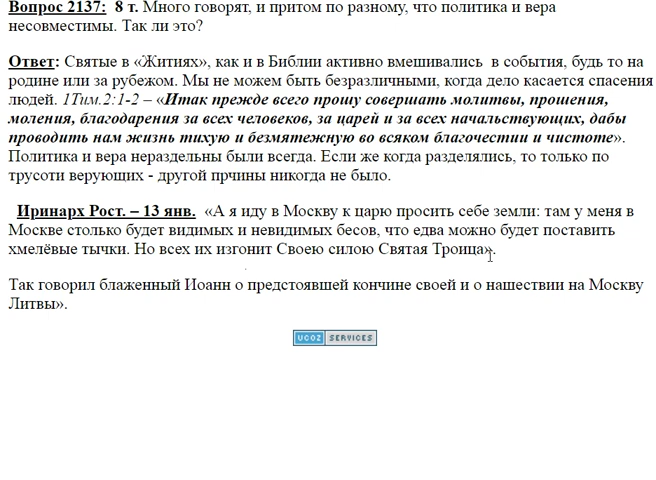 Вопрос 2137: 8 т. Много говорят, и притом по разному, что политика и вера
несовместимы. Так ли это?
Ответ: Святые в «Житиях», как и в Библии активно вмешивались в события, будь то на
родине или за рубежом. Мы не можем быть безразличными, когда дело касается спасения
людей. 1Тим.2:1-2 – «Итак прежде всего прошу совершать молитвы, прошения,
моления, благодарения за всех человеков, за царей и за всех начальствующих, дабы
проводить нам жизнь тихую и безмятежную во всяком благочестии и чистоте».
Политика и вера нераздельны были всегда. Если же когда разделялись, то только по
трусости верующих - другой прчины никогда не было.
Иринарх Рост. – 13 янв. «А я иду в Москву к царю просить себе земли: там у меня в
Москве столько будет видимых и невидимых бесов, что едва можно будет поставить
хмелёвые тычки. Но всех их изгонит Своею силою Святая Троица».
Так говорил блаженный Иоанн о предстоявшей кончине своей и о нашествии на Москву
Литвы».
UCOZ SERVICES